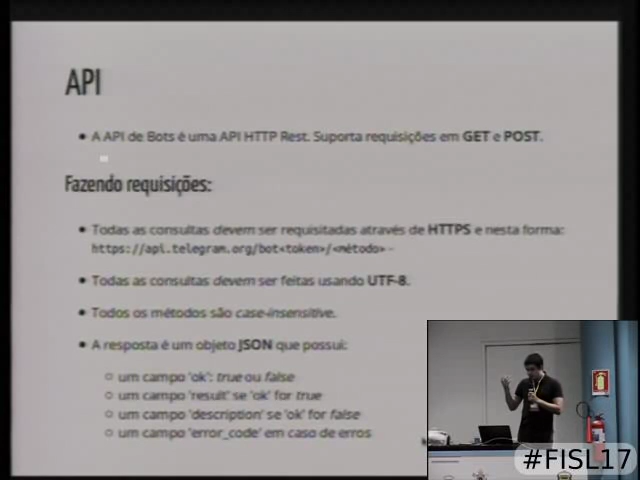 API
• A API de Bots é uma API HTTP Rest. Suporta requisições em GET e POST.
Fazendo requisições:
• Todas as consultas devem ser requisitadas através de HTTPS e nesta forma:
https://api.telegram.org/bot<token>/<método>
• Todas as consultas devem ser feitas usando UTF-8.
• Todos os métodos são case-insensitive.
• A resposta é um objeto JSON que possui:
○ um campo 'ok': true ou false
○ um campo 'result' se 'ok' for true
○ um campo 'description' se 'ok' for false
○ um campo 'error_code' em caso de erros
#FISL17